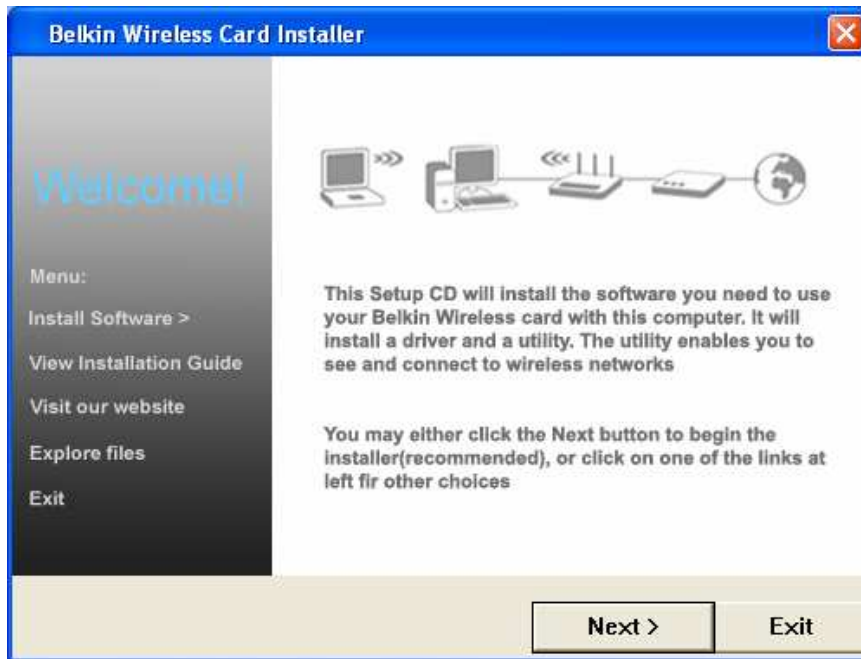 Belkin Wireless Card Installer
Welcome!
Menu:
Install Software >
View Installation Guide
Visit our website
Explore files
Exit
This Setup CD will install the software you need to use
your Belkin Wireless card with this computer. It will
install a driver and a utility. The utility enables you to
see and connect to wireless networks
You may either click the Next button to begin the
installer(recommended), or click on one of the links at
left fir other choices
Next >
Exit